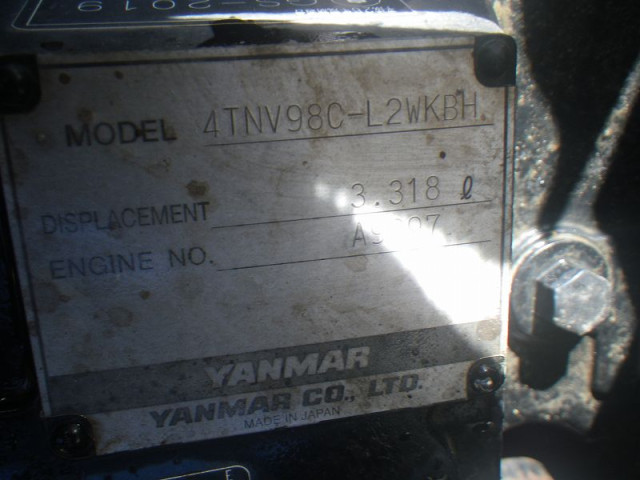 MODEL 4TNV98C-L2WKBH
DISPLACEMENT 3.318 ℓ
ENGINE NO.
YANMAR
YANMAR CO., LTD.
MADE IN JAPAN